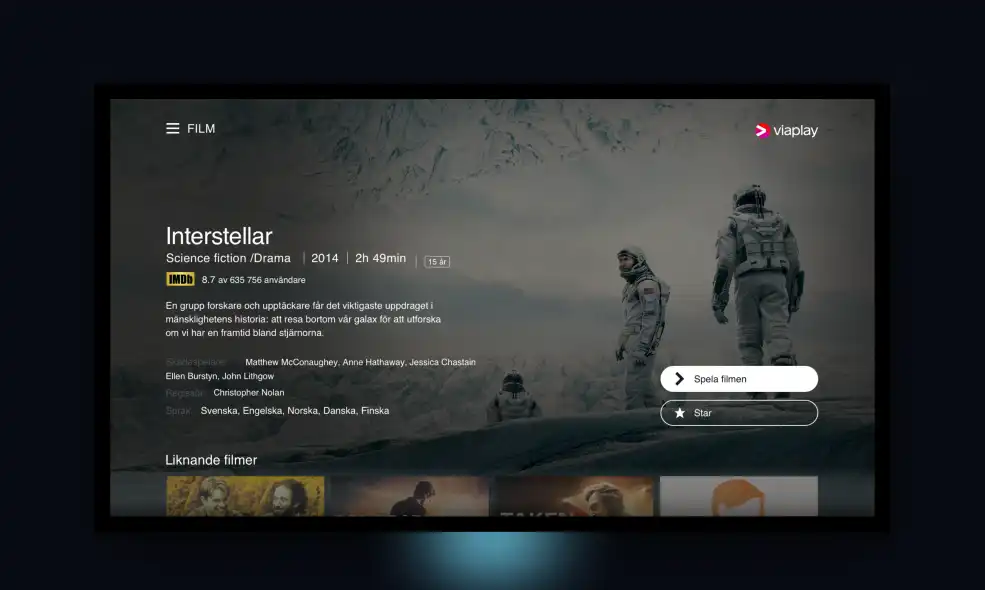 FILM
viaplay
Interstellar
Science fiction /Drama | 2014 | 2h 49min | 15 år
IMDb 8.7 av 635 756 användare
En grupp forskare och upptäckare får det viktigaste uppdraget i
mänsklighetens historia: att resa bortom vår galax för att utforska
om vi har en framtid bland stjärnorna.
Skådespelare: Matthew McConaughey, Anne Hathaway, Jessica Chastain
Ellen Burstyn, John Lithgow
Christopher Nolan
Språk: Svenska, Engelska, Norska, Danska, Finska
Spela filmen
Star
Liknande filmer
TAKEN